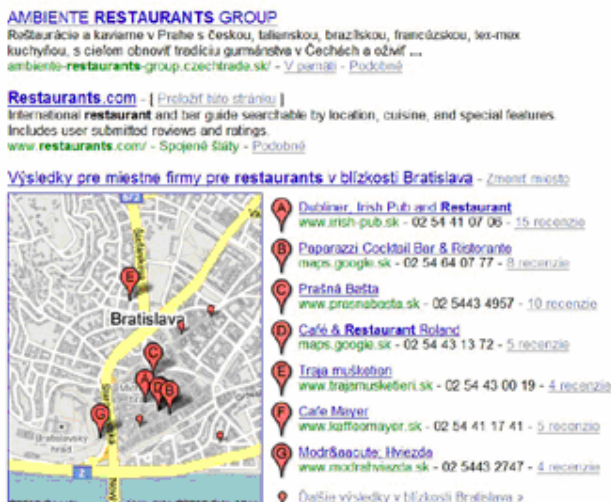 AMBIENTE RESTAURANTS GROUP
Reštaurácie a kaviarne v Prahe s českou, talianskou, brazílskou, francúzskou, tex-mex
kuchyňou, s cieľom obnoviť tradíciu gurmánstva v Čechách a oživiť ...
ambiente-restaurants-group.czechtrade.sk/ - V pamäti - Podobné
Restaurants.com - [ Preložiť túto stránku ]
International restaurant and bar guide searchable by location, cuisine, and special features.
Includes user submitted reviews and ratings.
www.restaurants.com/ - Spojené štáty - Podobné
Výsledky pre miestne firmy pre restaurants v blízkosti Bratislava - Zmeniť miesto
A Dubliner, Irish Pub and Restaurant
www.irish-pub.sk - 02 54 41 07 06 - 15 recenzie
B Paparazzi Cocktail Bar & Ristorante
maps.google.sk - 02 54 64 07 77 - 8 recenzie
C Prašná Bašta
www.prasnabasta.sk - 02 5443 4957 - 10 recenzie
D Café & Restaurant Roland
maps.google.sk - 02 54 43 13 72 - 5 recenzie
E Traja mušketieri
www.trajamusketieri.sk - 02 54 43 00 19 - 4 recenzie
F Cafe Mayer
www.kaffeemayer.sk - 02 54 41 17 41 - 5 recenzie
G Modr&aacute; Hviezda
www.modrahviezda.sk - 02 5443 2747 - 4 recenzie
Ďalšie výsledky v blízkosti Bratislava »
E
Bratislava
C
A
D
B
G
Bratislavský
hrad
2